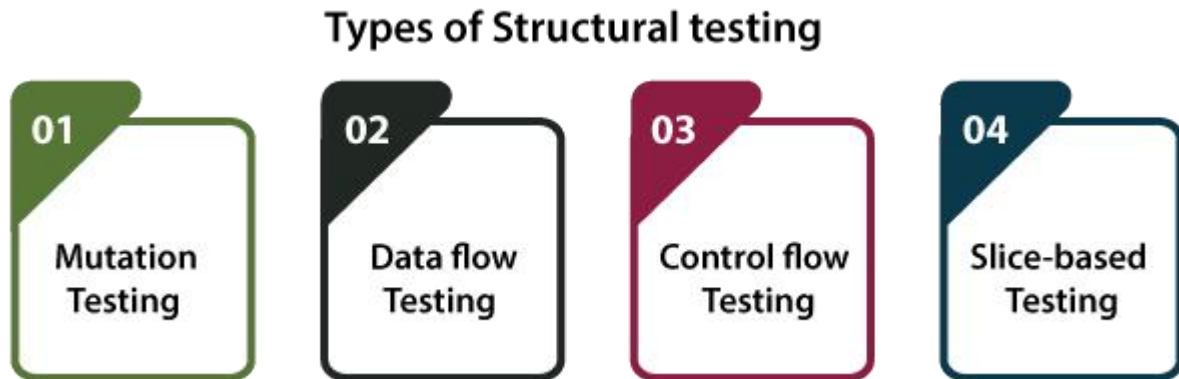 Types of Structural testing
01
Mutation
Testing
02
Data flow
Testing
03
Control flow
Testing
04
Slice-based
Testing